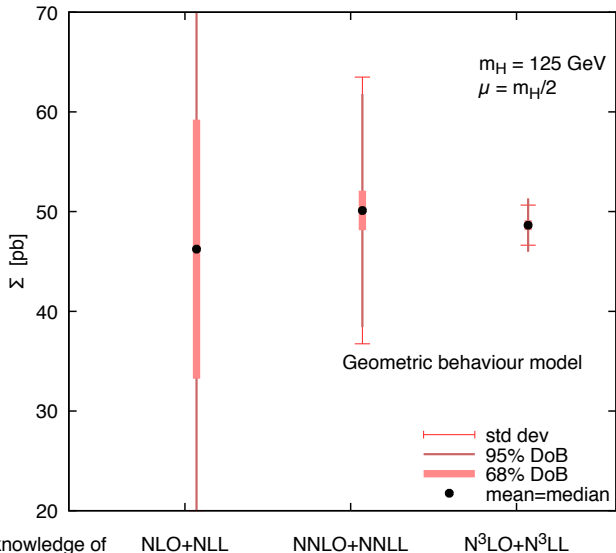 70
60
50
40
30
20
Σ [pb]
m_H = 125 GeV
μ = m_H/2
Geometric behaviour model
std dev
95% DoB
68% DoB
mean=median
knowledge of NLO+NLL NNLO+NNLL N³LO+N³LL